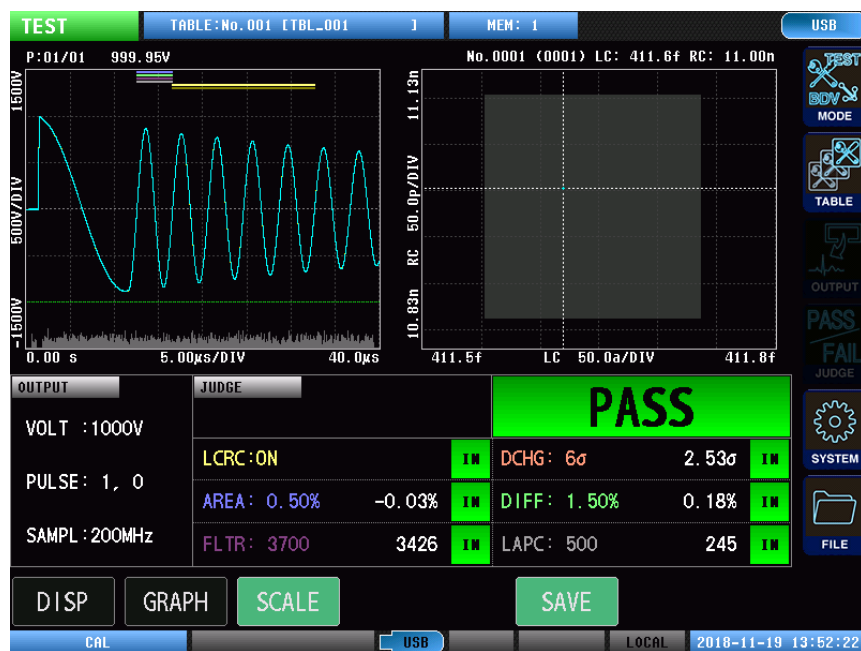 TEST TABLE:No.001 [TBL_001 ] MEM: 1 USB
P:01/01 999.95V No.0001 (0001) LC: 411.6f RC: 11.00n
1500V
500V/DIV
-1500V
0.00 s 5.00μs/DIV 40.0μs
11.13n
50.0p/DIV
RC
10.83n
411.5f LC 50.0a/DIV 411.8f
TEST
BDV
MODE
TABLE
OUTPUT
PASS
FAIL
JUDGE
SYSTEM
FILE
OUTPUT
VOLT :1000V
PULSE: 1, 0
SAMPL:200MHz
JUDGE
PASS
LCRC:ON IN DCHG: 6σ 2.53σ IN
AREA: 0.50% -0.03% IN DIFF: 1.50% 0.18% IN
FLTR: 3700 3426 IN LAPC: 500 245 IN
DISP GRAPH SCALE SAVE
CAL USB LOCAL 2018-11-19 13:52:22